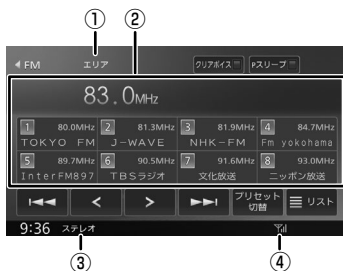 ① ②
FM エリア クリアボイス Pスリープ
83.0MHz
1 80.0MHz 2 81.3MHz 3 81.9MHz 4 84.7MHz
TOKYO FM J-WAVE NHK-FM Fm yokohama
5 89.7MHz 6 90.5MHz 7 91.6MHz 8 93.0MHz
InterFM897 TBSラジオ 文化放送 ニッポン放送
プリセット
切替 リスト
9:36 ステレオ
③ ④